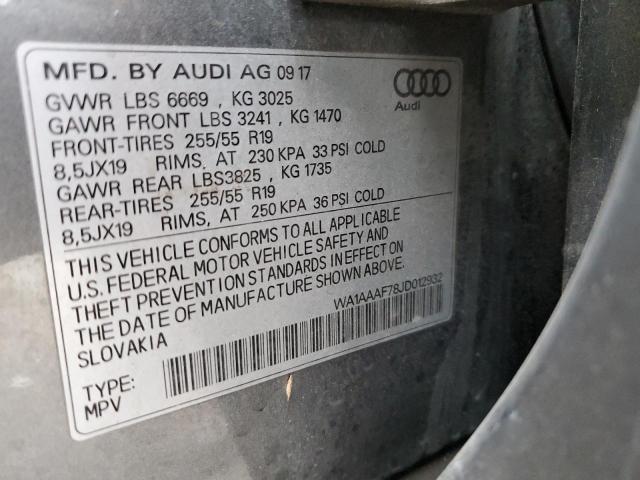 MFD. BY AUDI AG 09 17
Audi
GVWR LBS 6669 , KG 3025
GAWR FRONT LBS 3241 , KG 1470
FRONT-TIRES 255/55 R19
8,5JX19 RIMS, AT 230 KPA 33 PSI COLD
GAWR REAR LBS3825 , KG 1735
REAR-TIRES 255/55 R19
8,5JX19 RIMS, AT 250 KPA 36 PSI COLD
THIS VEHICLE CONFORMS TO ALL APPLICABLE
U.S. FEDERAL MOTOR VEHICLE SAFETY AND
THEFT PREVENTION STANDARDS IN EFFECT ON
THE DATE OF MANUFACTURE SHOWN ABOVE.
SLOVAKIA
WA1AAAF78JD012932
TYPE:
MPV